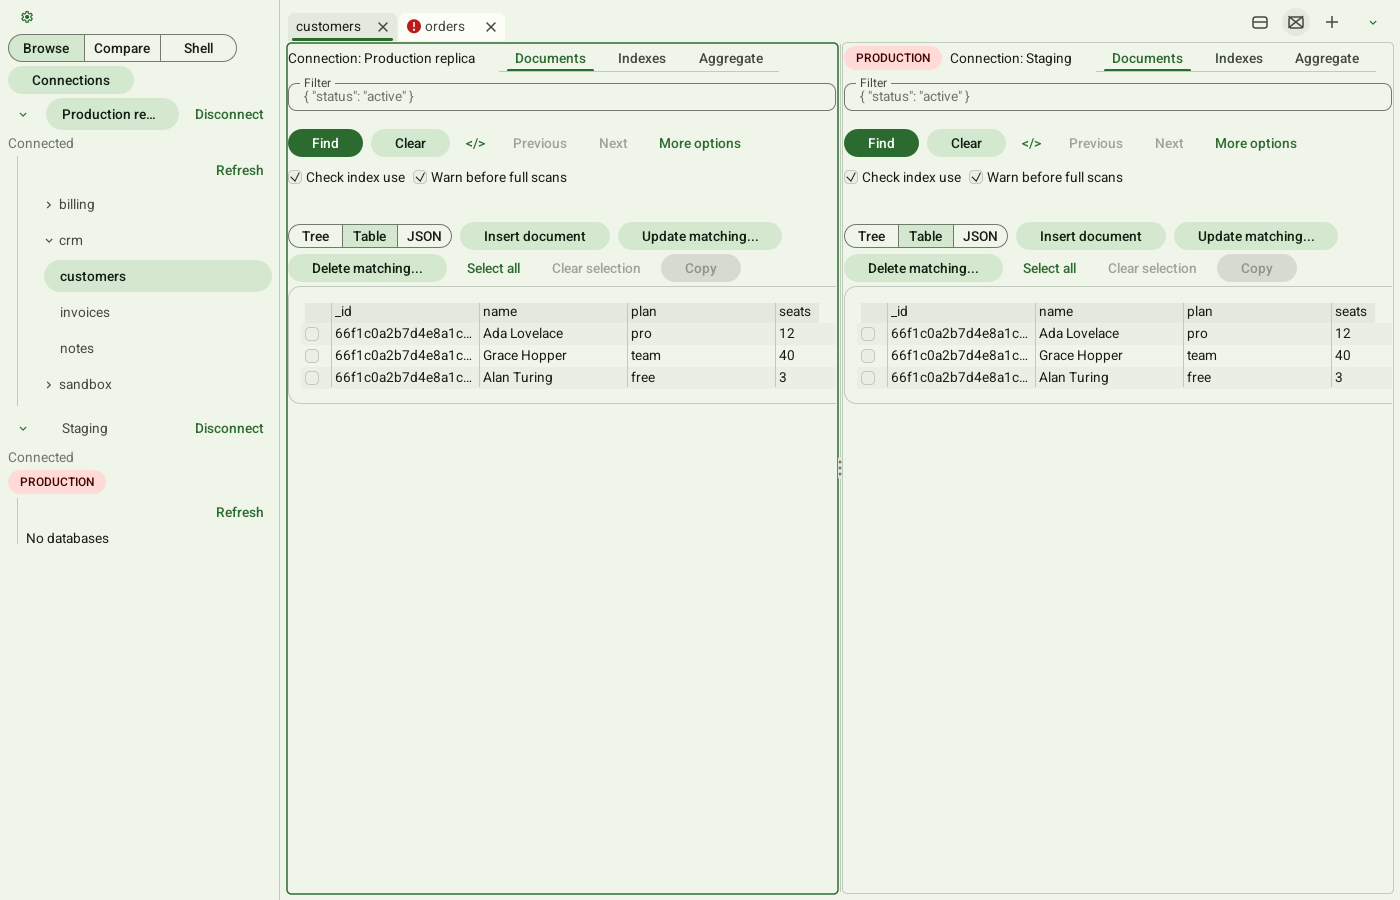 customers
orders
Browse
Compare
Shell
Connections
Production re...
Disconnect
Connected
Refresh
billing
crm
customers
invoices
notes
sandbox
Staging
Disconnect
Connected
PRODUCTION
Refresh
No databases
Connection: Production replica
Documents
Indexes
Aggregate
Filter
{ "status": "active" }
Find
Clear
</>
Previous
Next
More options
Check index use
Warn before full scans
Tree
Table
JSON
Insert document
Update matching...
Delete matching...
Select all
Clear selection
Copy
_id name plan seats
66f1c0a2b7d4e8a1c... Ada Lovelace pro 12
66f1c0a2b7d4e8a1c... Grace Hopper team 40
66f1c0a2b7d4e8a1c... Alan Turing free 3
PRODUCTION
Connection: Staging
Documents
Indexes
Aggregate
Filter
{ "status": "active" }
Find
Clear
</>
Previous
Next
More options
Check index use
Warn before full scans
Tree
Table
JSON
Insert document
Update matching...
Delete matching...
Select all
Clear selection
Copy
_id name plan seats
66f1c0a2b7d4e8a1c... Ada Lovelace pro 12
66f1c0a2b7d4e8a1c... Grace Hopper team 40
66f1c0a2b7d4e8a1c... Alan Turing free 3